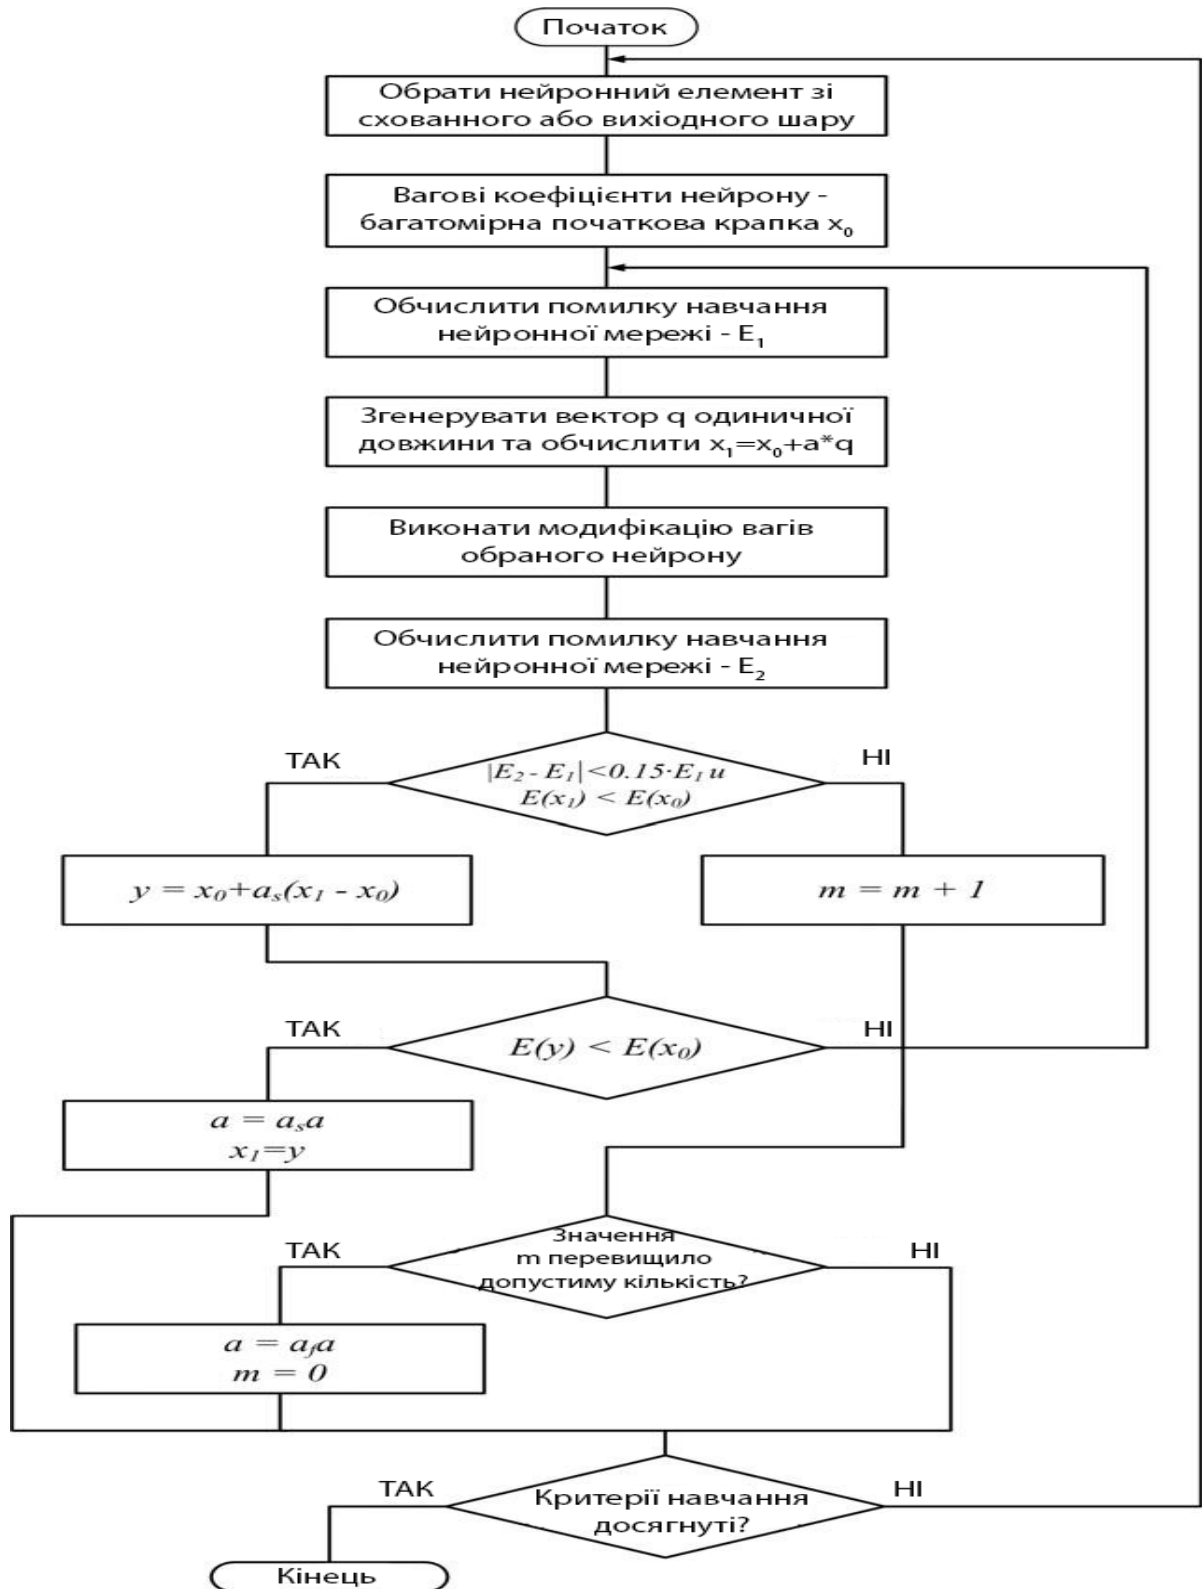 Початок
Обрати нейронний елемент зі
схованного або вихіодного шару
Вагові коефіцієнти нейрону -
багатомірна початкова крапка x₀
Обчислити помилку навчання
нейронної мережі - E₁
Згенерувати вектор q одиничної
довжини та обчислити x₁=x₀+a*q
Виконати модифікацію вагів
обраного нейрону
Обчислити помилку навчання
нейронної мережі - E₂
ТАК
НІ
|E₂ - E₁|<0.15·E₁ и
E(x₁) < E(x₀)
y = x₀+aₛ(x₁ - x₀)
m = m + 1
ТАК
НІ
E(y) < E(x₀)
a = aₛa
x₁=y
ТАК
НІ
Значення
m перевищило
допустиму кількість?
a = a_fa
m = 0
ТАК
НІ
Критерії навчання
досягнуті?
Кінець